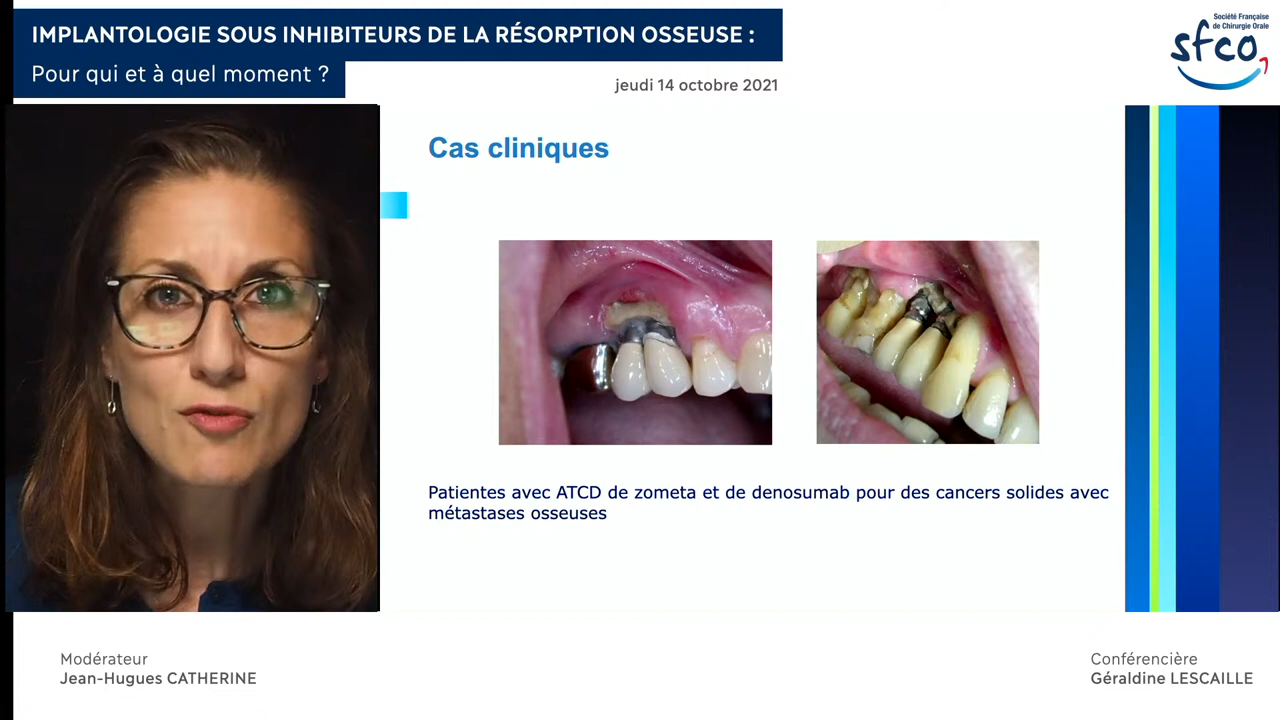 IMPLANTOLOGIE SOUS INHIBITEURS DE LA RÉSORPTION OSSEUSE :
Pour qui et à quel moment ?
jeudi 14 octobre 2021
Société Française
de Chirurgie Orale
sfco
Cas cliniques
Patientes avec ATCD de zometa et de denosumab pour des cancers solides avec
métastases osseuses
Modérateur
Jean-Hugues CATHERINE
Conférencière
Géraldine LESCAILLE